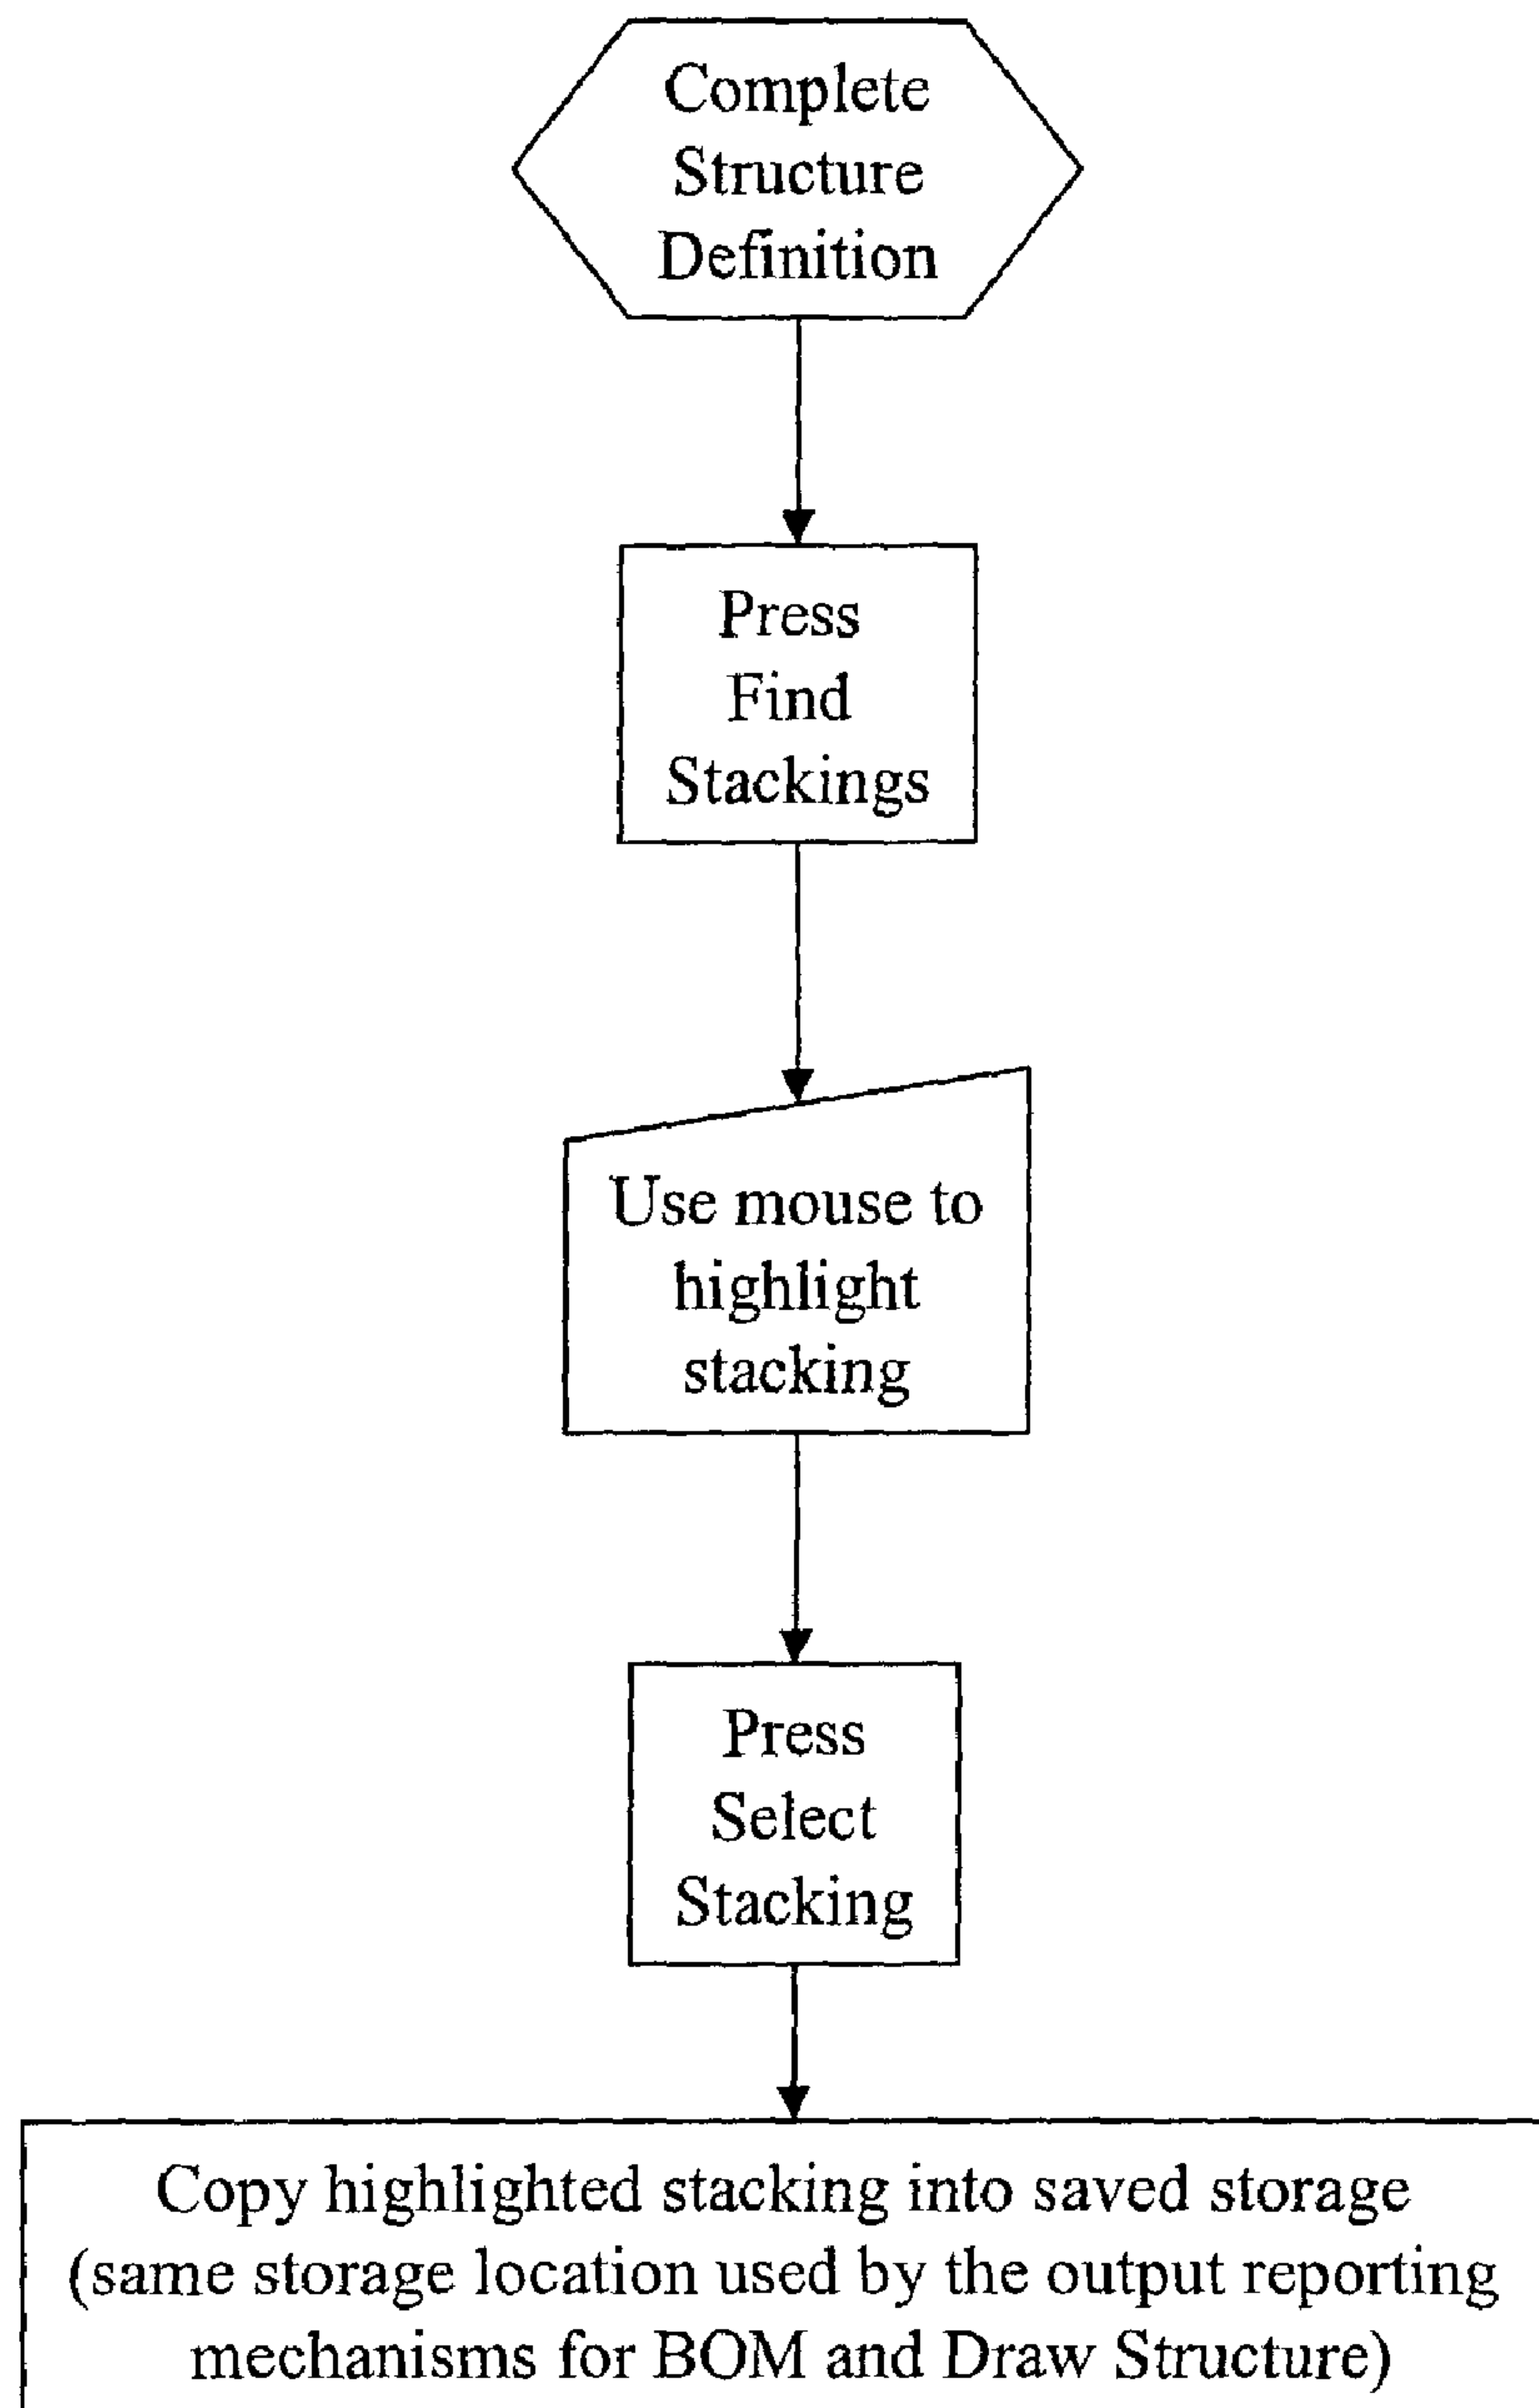 Complete
Structure
Definition
Press
Find
Stackings
Use mouse to
highlight
stacking
Press
Select
Stacking
Copy highlighted stacking into saved storage
(same storage location used by the output reporting
mechanisms for BOM and Draw Structure)